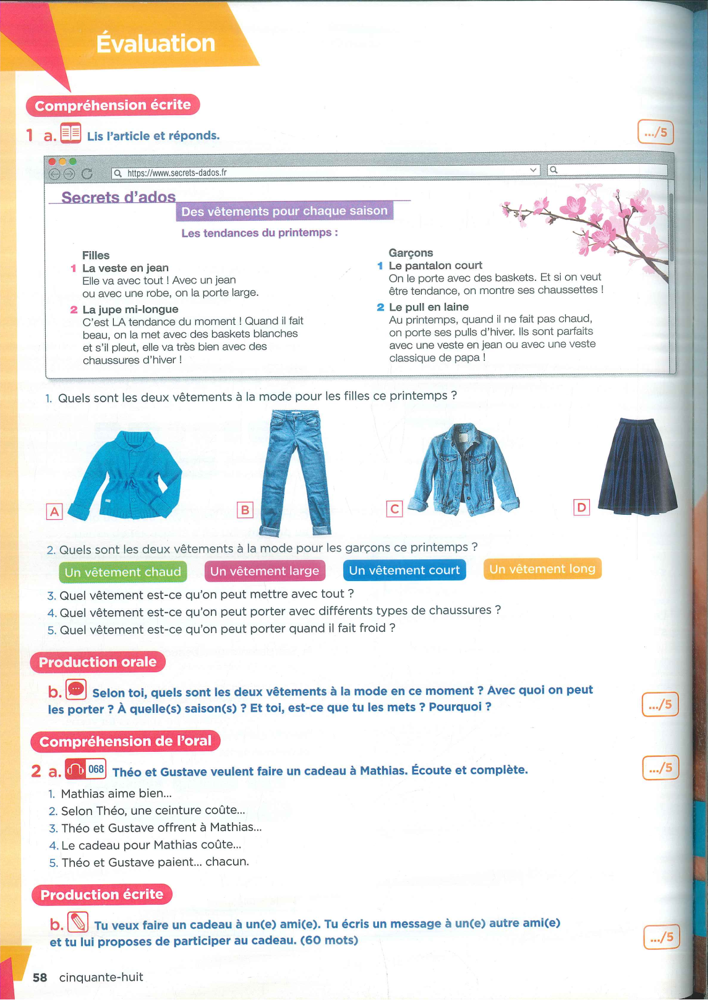 Évaluation
Compréhension écrite
1 a. Lis l'article et réponds.
.../5
https://www.secrets-dados.fr
Secrets d'ados
Des vêtements pour chaque saison
Les tendances du printemps :
Filles
1 La veste en jean
Elle va avec tout ! Avec un jean
ou avec une robe, on la porte large.
2 La jupe mi-longue
C'est LA tendance du moment ! Quand il fait
beau, on la met avec des baskets blanches
et s'il pleut, elle va très bien avec des
chaussures d'hiver !
Garçons
1 Le pantalon court
On le porte avec des baskets. Et si on veut
être tendance, on montre ses chaussettes !
2 Le pull en laine
Au printemps, quand il ne fait pas chaud,
on porte ses pulls d'hiver. Ils sont parfaits
avec une veste en jean ou avec une veste
classique de papa !
1. Quels sont les deux vêtements à la mode pour les filles ce printemps ?
A B C D
2. Quels sont les deux vêtements à la mode pour les garçons ce printemps ?
Un vêtement chaud Un vêtement large Un vêtement court Un vêtement long
3. Quel vêtement est-ce qu'on peut mettre avec tout ?
4. Quel vêtement est-ce qu'on peut porter avec différents types de chaussures ?
5. Quel vêtement est-ce qu'on peut porter quand il fait froid ?
Production orale
b. Selon toi, quels sont les deux vêtements à la mode en ce moment ? Avec quoi on peut
les porter ? À quelle(s) saison(s) ? Et toi, est-ce que tu les mets ? Pourquoi ?
.../5
Compréhension de l'oral
2 a. 068 Théo et Gustave veulent faire un cadeau à Mathias. Écoute et complète.
.../5
1. Mathias aime bien...
2. Selon Théo, une ceinture coûte...
3. Théo et Gustave offrent à Mathias...
4. Le cadeau pour Mathias coûte...
5. Théo et Gustave paient... chacun.
Production écrite
b. Tu veux faire un cadeau à un(e) ami(e). Tu écris un message à un(e) autre ami(e)
et tu lui proposes de participer au cadeau. (60 mots)
.../5
58 cinquante-huit